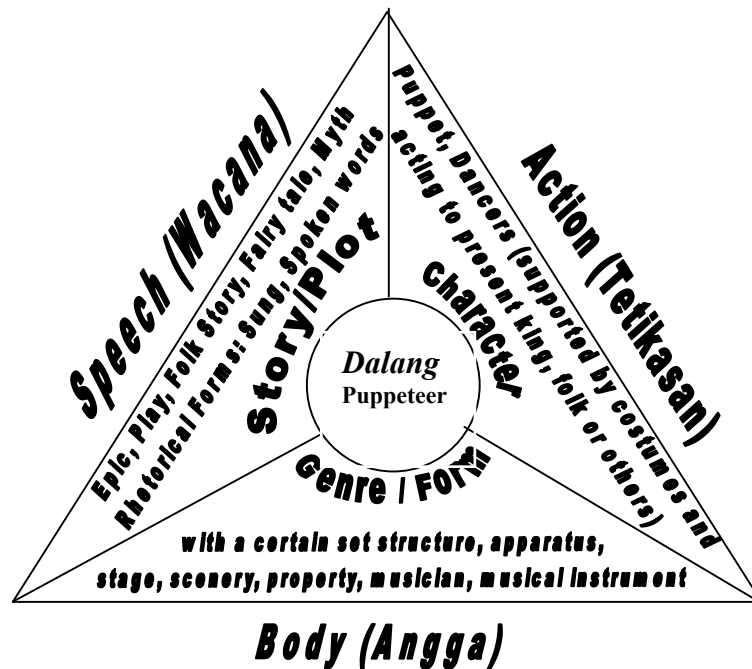 Speech (Wacana)
Epic, Play, Folk Story, Fairy tale, Myth
Rhetorical Forms: Sung, Spoken words
Story/Plot
Action (Tetikasan)
Puppet, Dancers (supported by costumes and
acting to present king, folk or others)
Character
Dalang
Puppeteer
Genre / Form
with a certain set structure, apparatus,
stage, scenery, property, musician, musical instrument
Body (Angga)